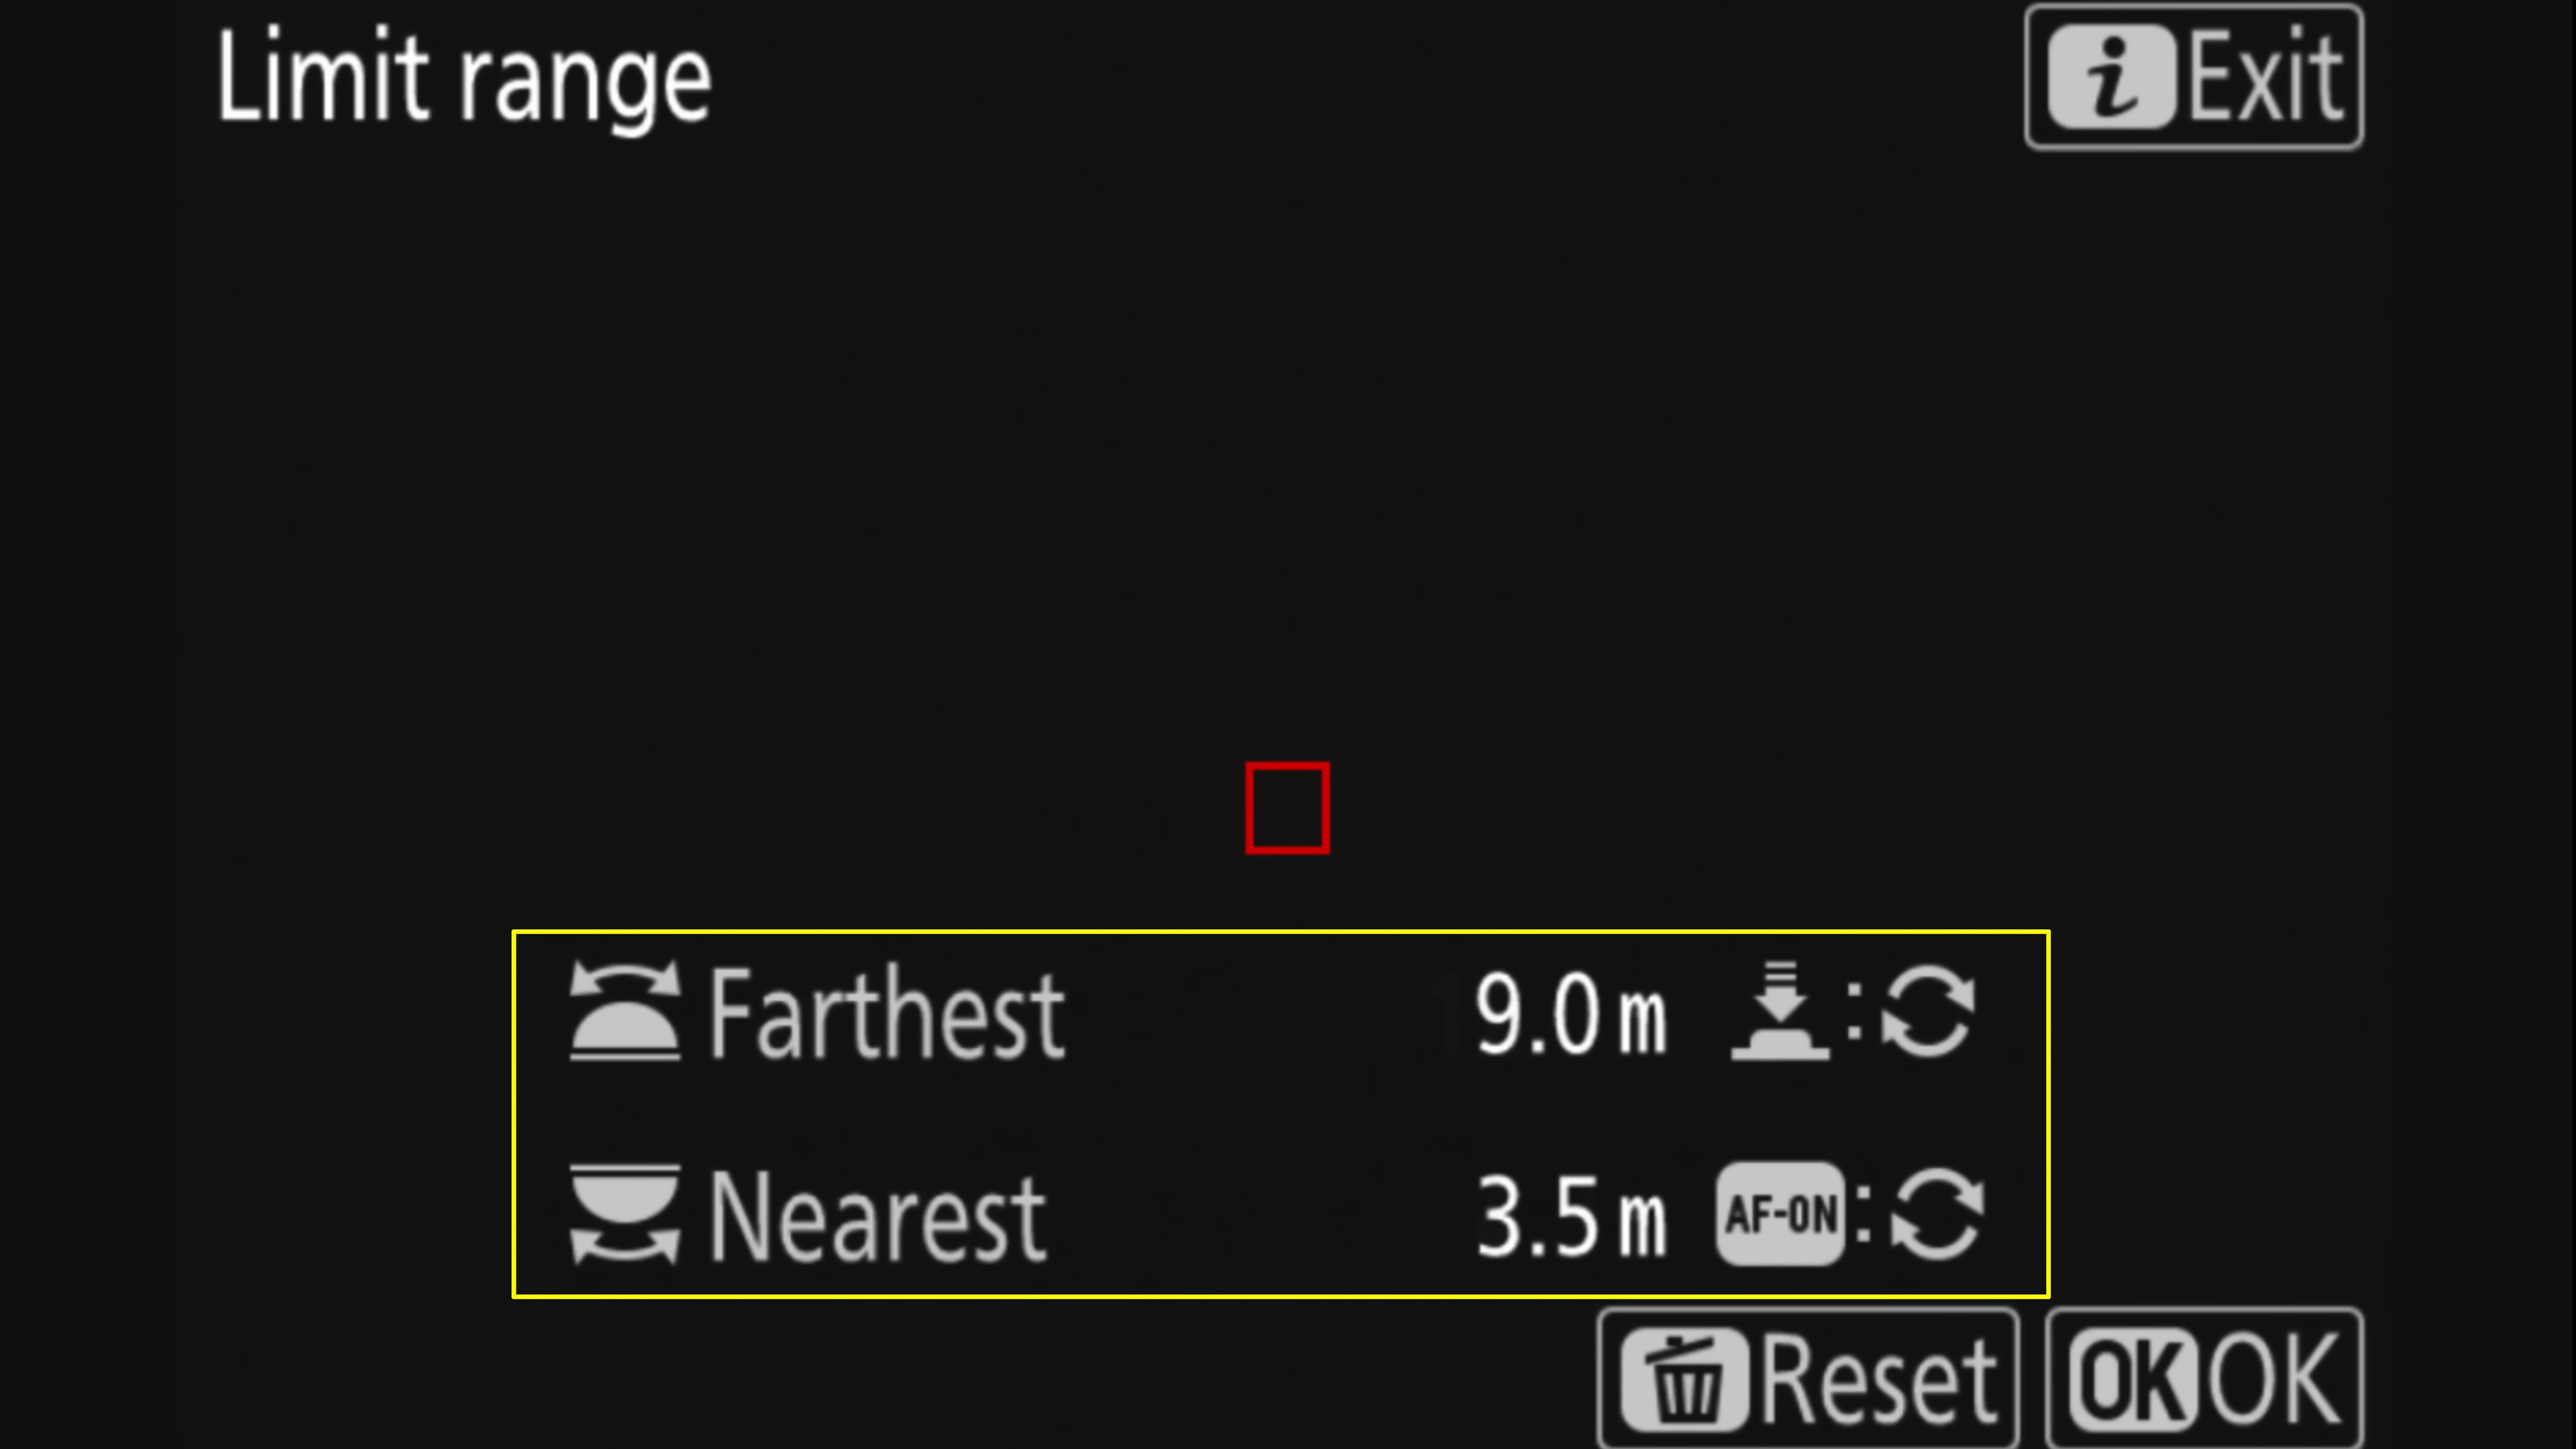 Limit range
i Exit
Farthest 9.0 m :
Nearest 3.5 m AF-ON :
Reset OK OK